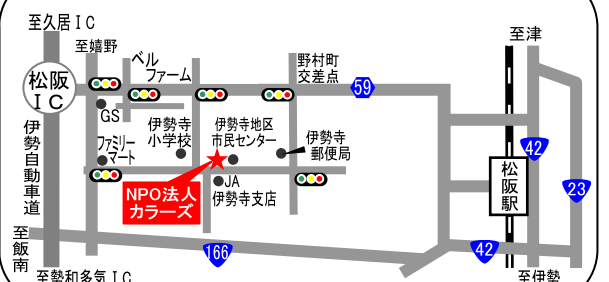 至久居IC
至嬉野
ベル
ファーム
野村町
交差点
至津
松阪
IC
59
GS
伊勢寺
小学校
伊勢寺地区
市民センター
伊勢寺
郵便局
ファミリー
マート
42
松阪駅
23
伊勢自動車道
JA
伊勢寺支店
NPO法人
カラーズ
至飯南
166
42
至勢和多気IC
至伊勢